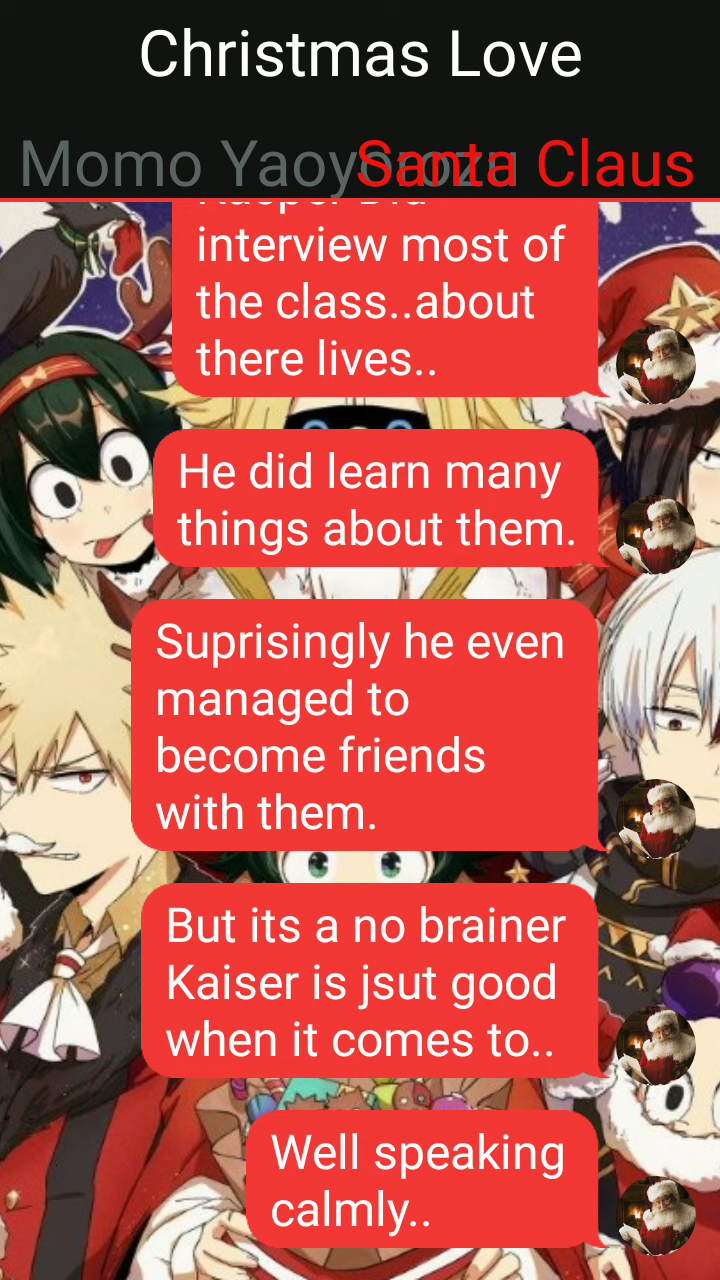 Christmas Love
Momo Yaoyorozu Santa Claus
interview most of
the class..about
there lives..
He did learn many
things about them.
Suprisingly he even
managed to
become friends
with them.
But its a no brainer
Kaiser is jsut good
when it comes to..
Well speaking
calmly..